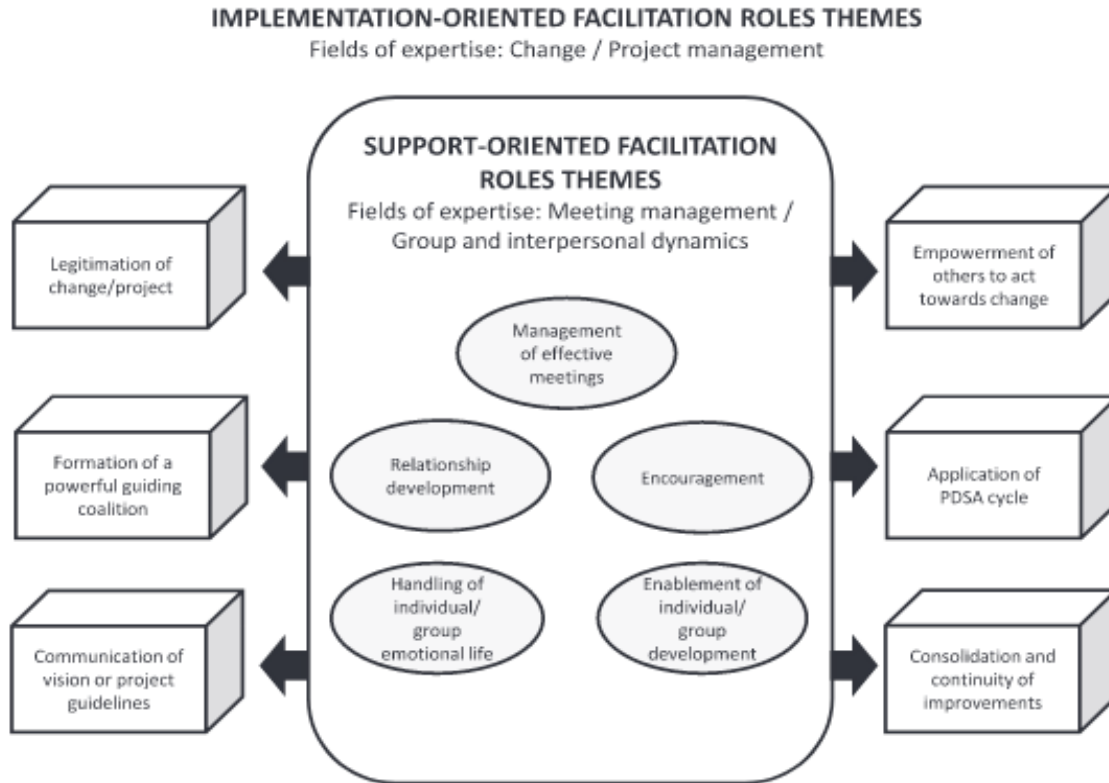 IMPLEMENTATION-ORIENTED FACILITATION ROLES THEMES
Fields of expertise: Change / Project management
SUPPORT-ORIENTED FACILITATION
ROLES THEMES
Fields of expertise: Meeting management /
Group and interpersonal dynamics
Legitimation of
change/project
Formation of a
powerful guiding
coalition
Communication of
vision or project
guidelines
Management
of effective
meetings
Relationship
development
Encouragement
Handling of
individual/
group
emotional life
Enablement of
individual/
group
development
Empowerment of
others to act
towards change
Application of
PDSA cycle
Consolidation and
continuity of
improvements